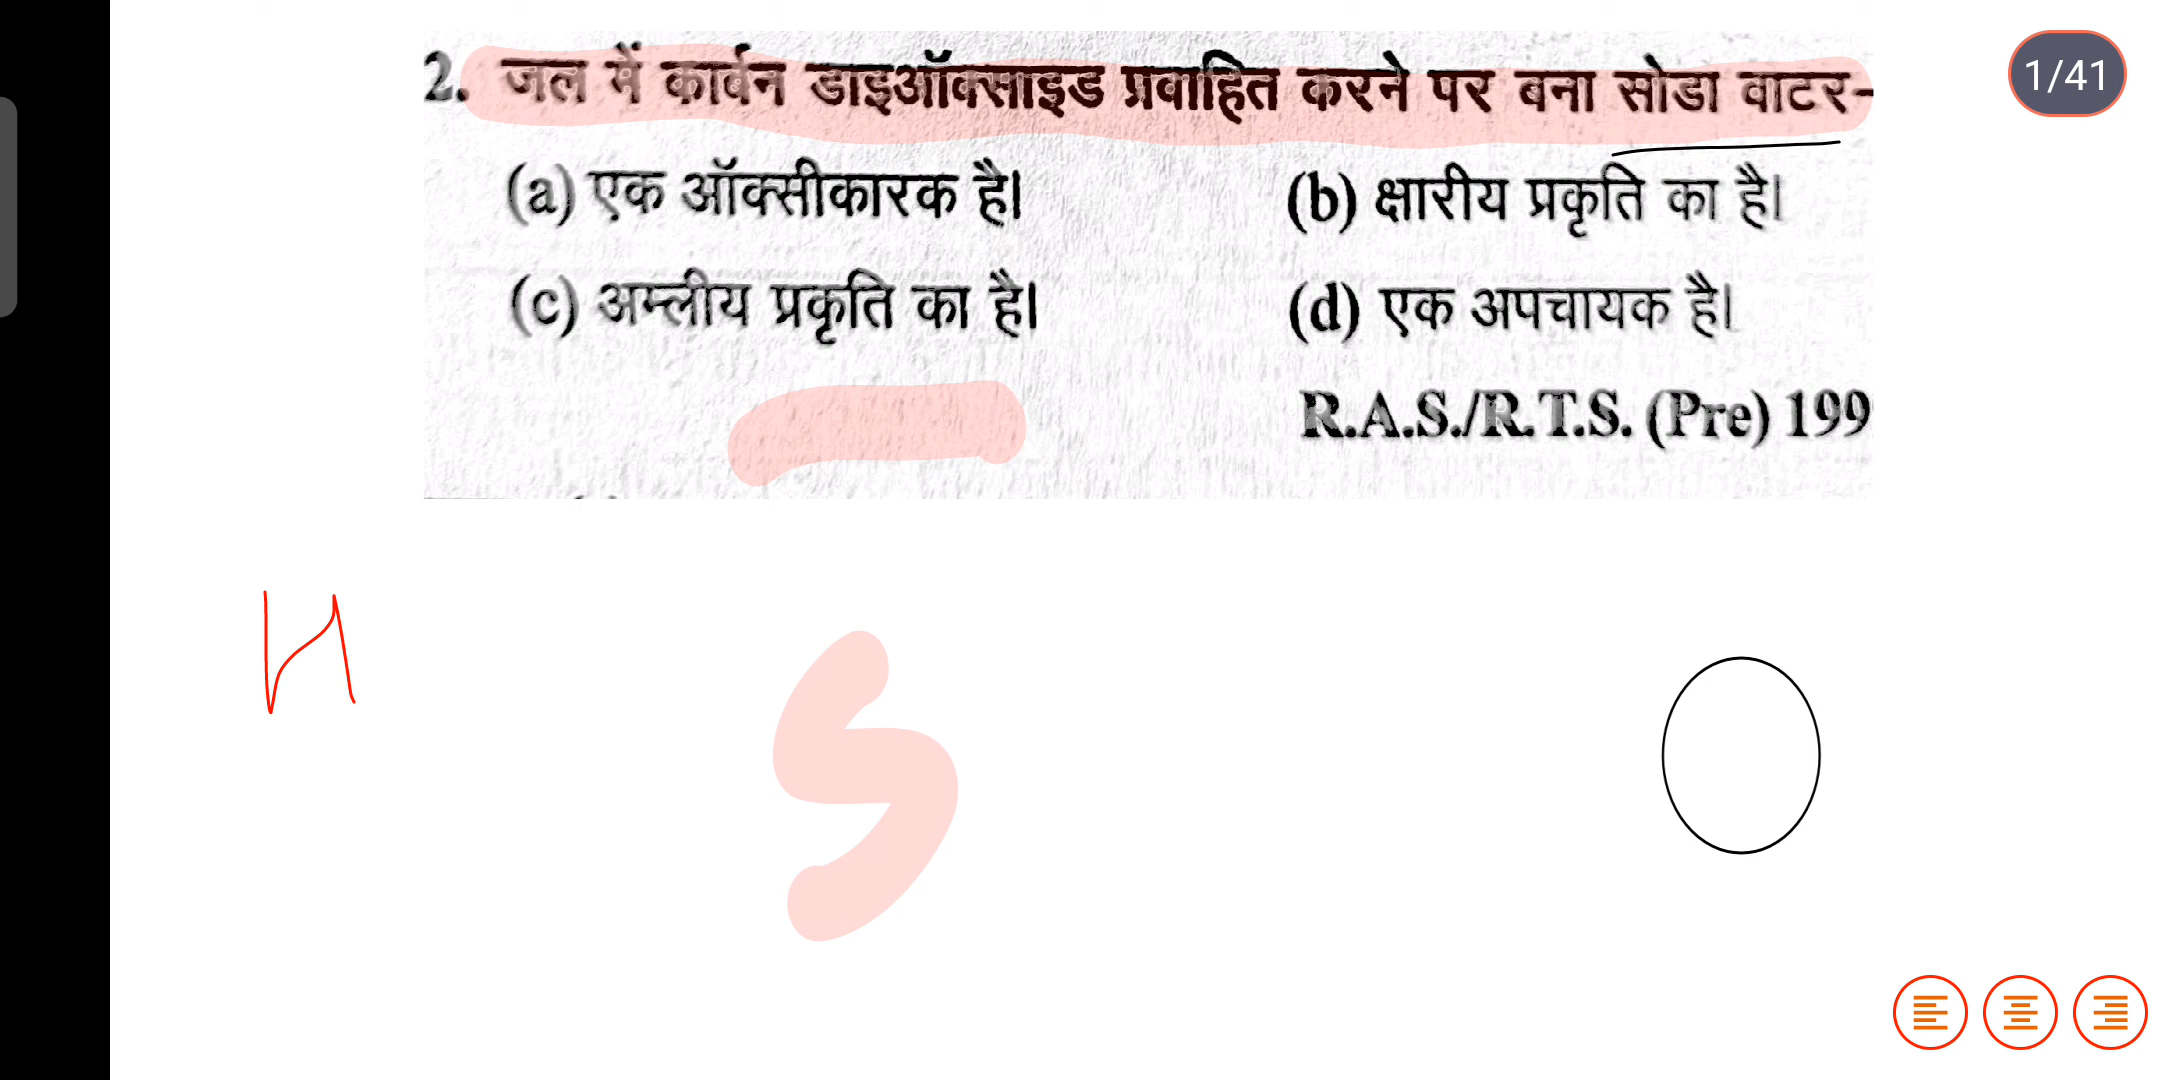 1/41
2. जल में कार्बन डाइऑक्साइड प्रवाहित करने पर बना सोडा वाटर-
(a) एक ऑक्सीकारक है। (b) क्षारीय प्रकृति का है।
(c) अम्लीय प्रकृति का है। (d) एक अपचायक है।
R.A.S./R.T.S. (Pre) 199
H S